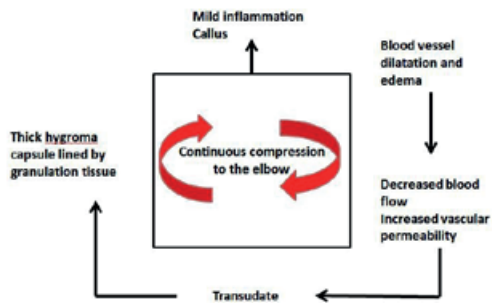 Mild inflammation
Callus
Blood vessel
dilatation and
edema
Thick hygroma
capsule lined by
granulation tissue
Continuous compression
to the elbow
Decreased blood
flow
Increased vascular
permeability
Transudate